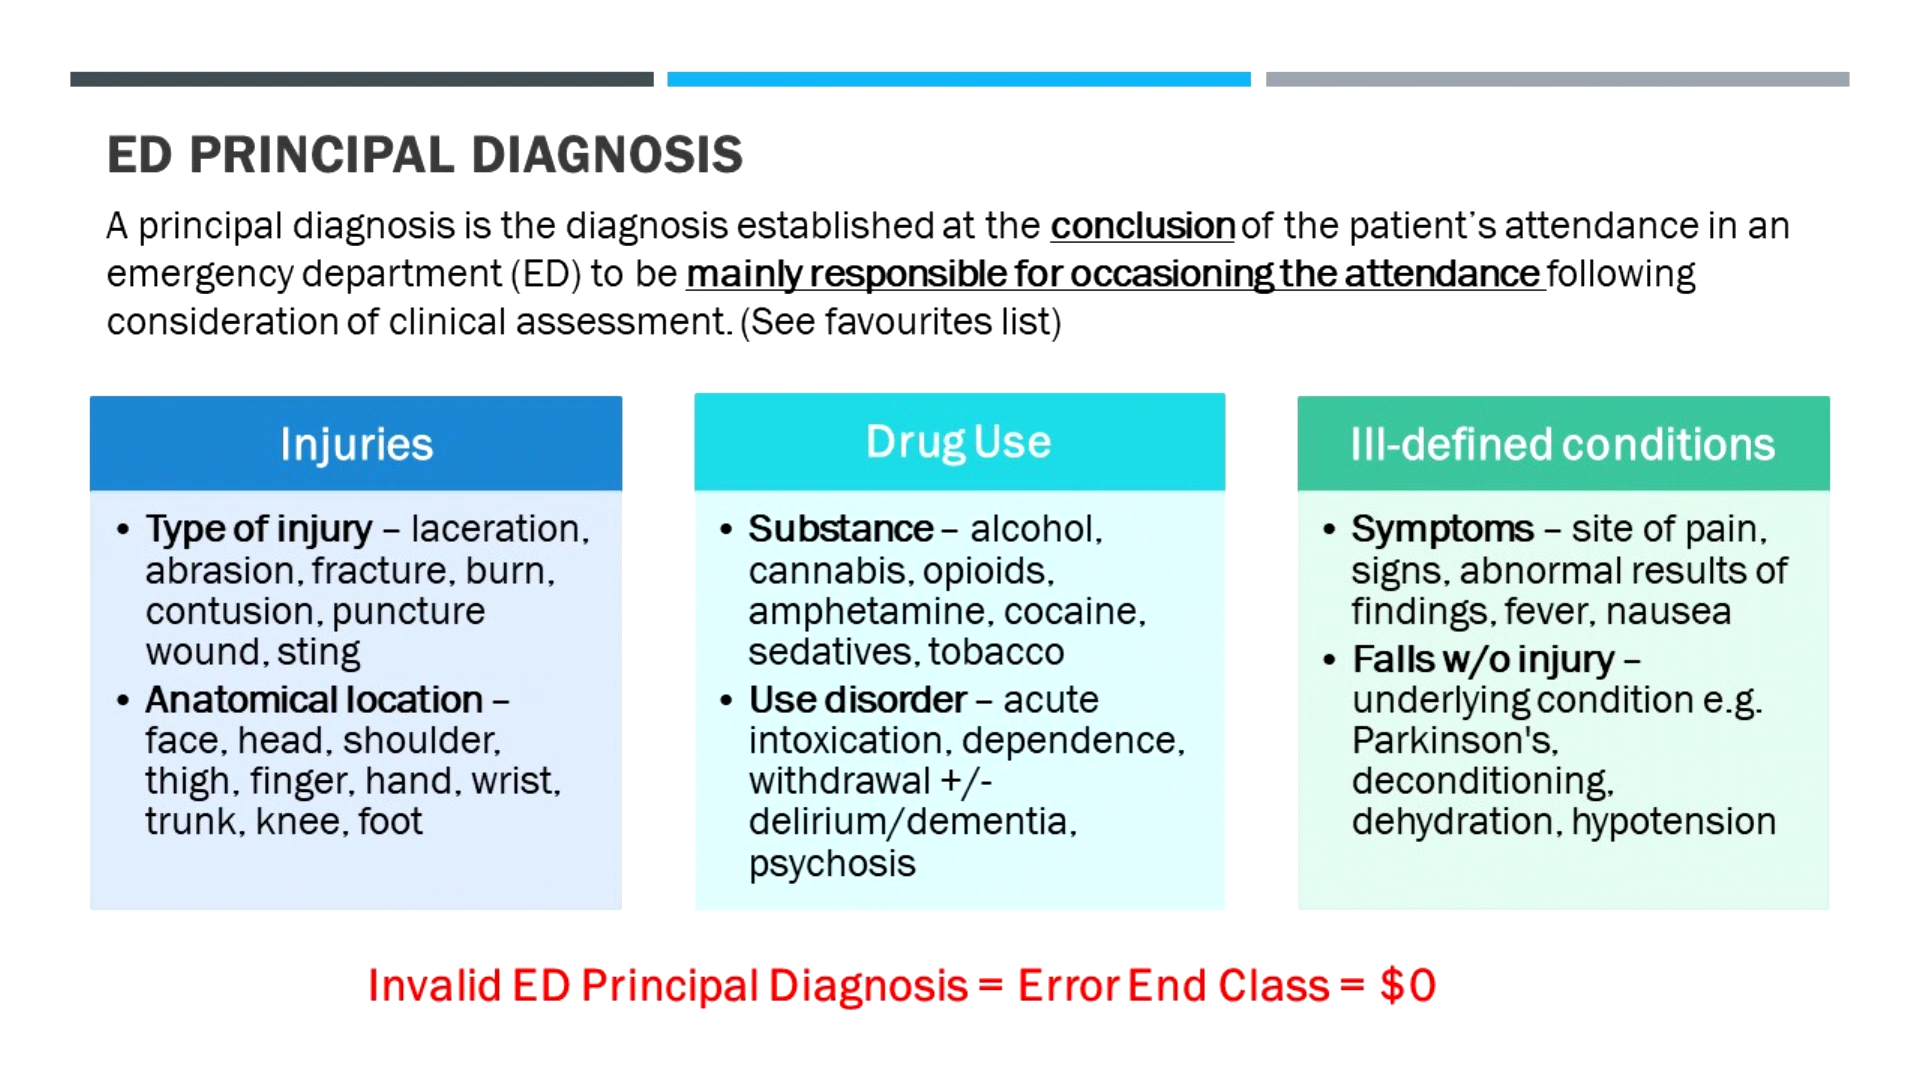 ED PRINCIPAL DIAGNOSIS
A principal diagnosis is the diagnosis established at the conclusion of the patient's attendance in an
emergency department (ED) to be mainly responsible for occasioning the attendance following
consideration of clinical assessment. (See favourites list)
Injuries
• Type of injury – laceration,
abrasion, fracture, burn,
contusion, puncture
wound, sting
• Anatomical location –
face, head, shoulder,
thigh, finger, hand, wrist,
trunk, knee, foot
Drug Use
• Substance – alcohol,
cannabis, opioids,
amphetamine, cocaine,
sedatives, tobacco
• Use disorder – acute
intoxication, dependence,
withdrawal +/-
delirium/dementia,
psychosis
Ill-defined conditions
• Symptoms – site of pain,
signs, abnormal results of
findings, fever, nausea
• Falls w/o injury –
underlying condition e.g.
Parkinson's,
deconditioning,
dehydration, hypotension
Invalid ED Principal Diagnosis = Error End Class = $0